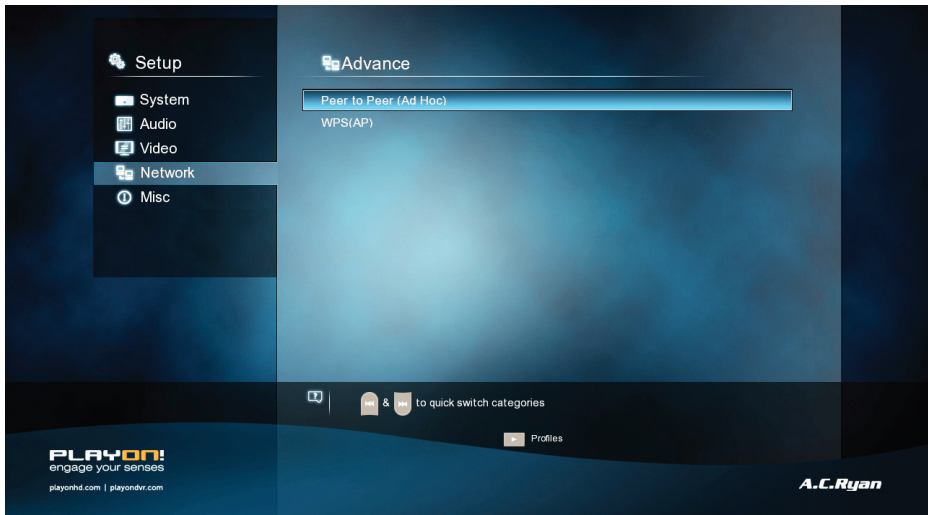 Setup
System
Audio
Video
Network
Misc
Advance
Peer to Peer (Ad Hoc)
WPS(AP)
& to quick switch categories
Profiles
PLAYON!
engage your senses
playonhd.com | playondvr.com
A.C.Ryan